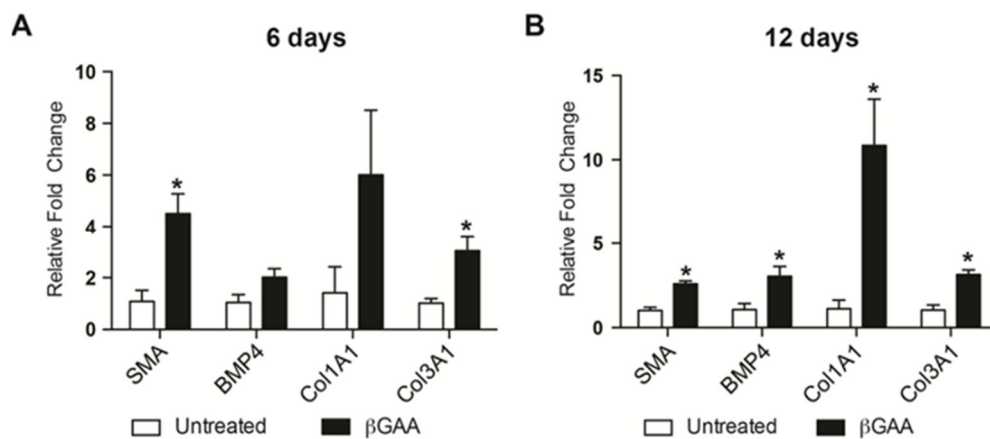 A
6 days
Relative Fold Change
10
8
6
4
2
0
*
*
SMA
BMP4
Col1A1
Col3A1
Untreated
βGAA
B
12 days
Relative Fold Change
15
10
5
0
*
*
*
*
SMA
BMP4
Col1A1
Col3A1
Untreated
βGAA